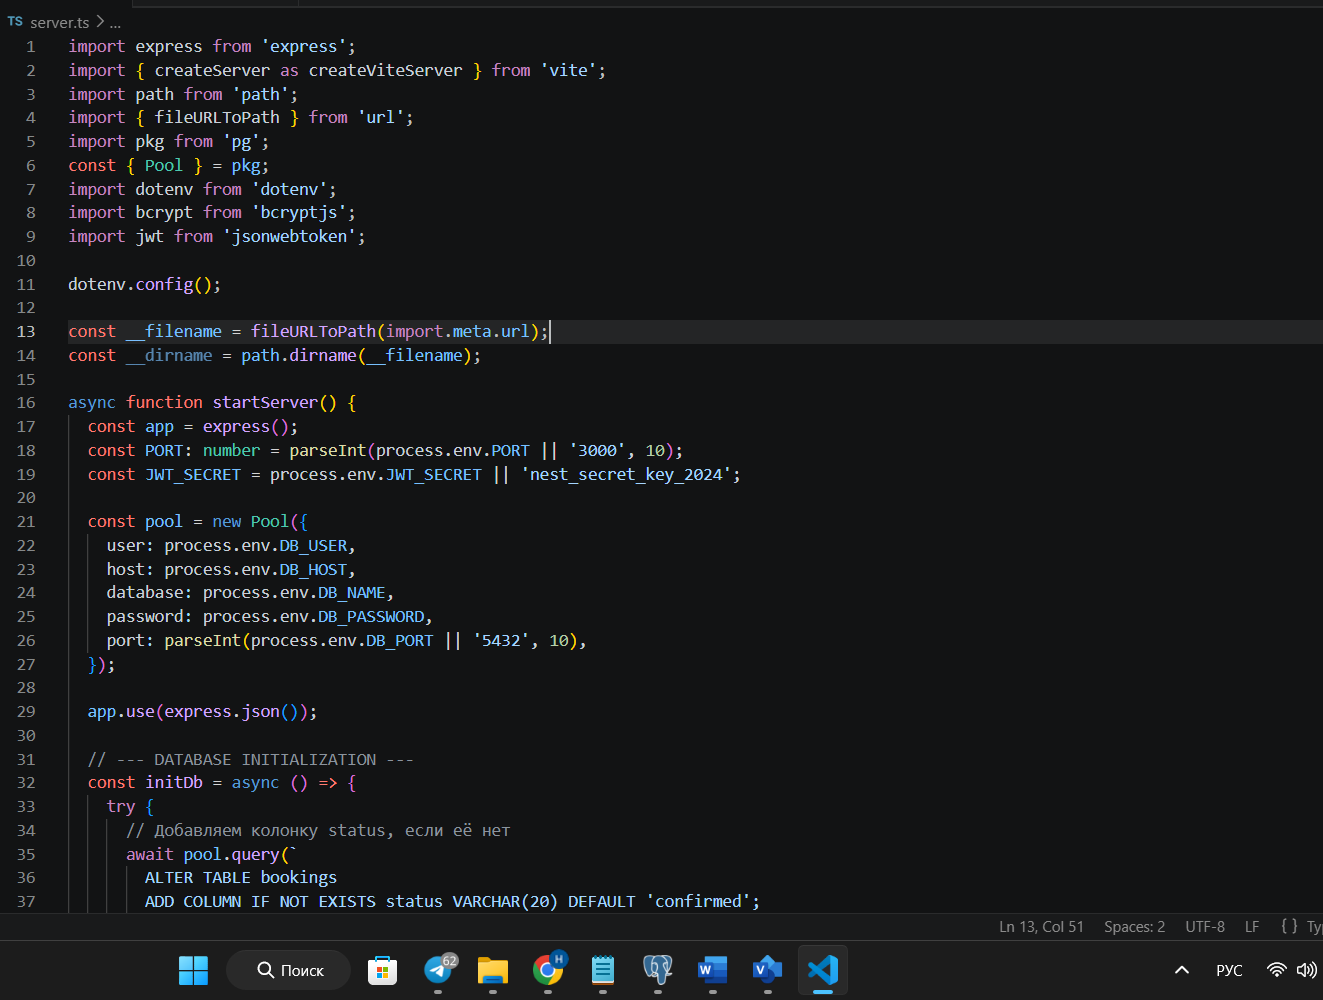 TS server.ts > ...
1 import express from 'express';
2 import { createServer as createViteServer } from 'vite';
3 import path from 'path';
4 import { fileURLToPath } from 'url';
5 import pkg from 'pg';
6 const { Pool } = pkg;
7 import dotenv from 'dotenv';
8 import bcrypt from 'bcryptjs';
9 import jwt from 'jsonwebtoken';
10
11 dotenv.config();
12
13 const __filename = fileURLToPath(import.meta.url);
14 const __dirname = path.dirname(__filename);
15
16 async function startServer() {
17 const app = express();
18 const PORT: number = parseInt(process.env.PORT || '3000', 10);
19 const JWT_SECRET = process.env.JWT_SECRET || 'nest_secret_key_2024';
20
21 const pool = new Pool({
22 user: process.env.DB_USER,
23 host: process.env.DB_HOST,
24 database: process.env.DB_NAME,
25 password: process.env.DB_PASSWORD,
26 port: parseInt(process.env.DB_PORT || '5432', 10),
27 });
28
29 app.use(express.json());
30
31 // --- DATABASE INITIALIZATION ---
32 const initDb = async () => {
33 try {
34 // Добавляем колонку status, если её нет
35 await pool.query(`
36 ALTER TABLE bookings
37 ADD COLUMN IF NOT EXISTS status VARCHAR(20) DEFAULT 'confirmed';
Ln 13, Col 51 Spaces: 2 UTF-8 LF { } Ty
Поиск 62 H W V РУС